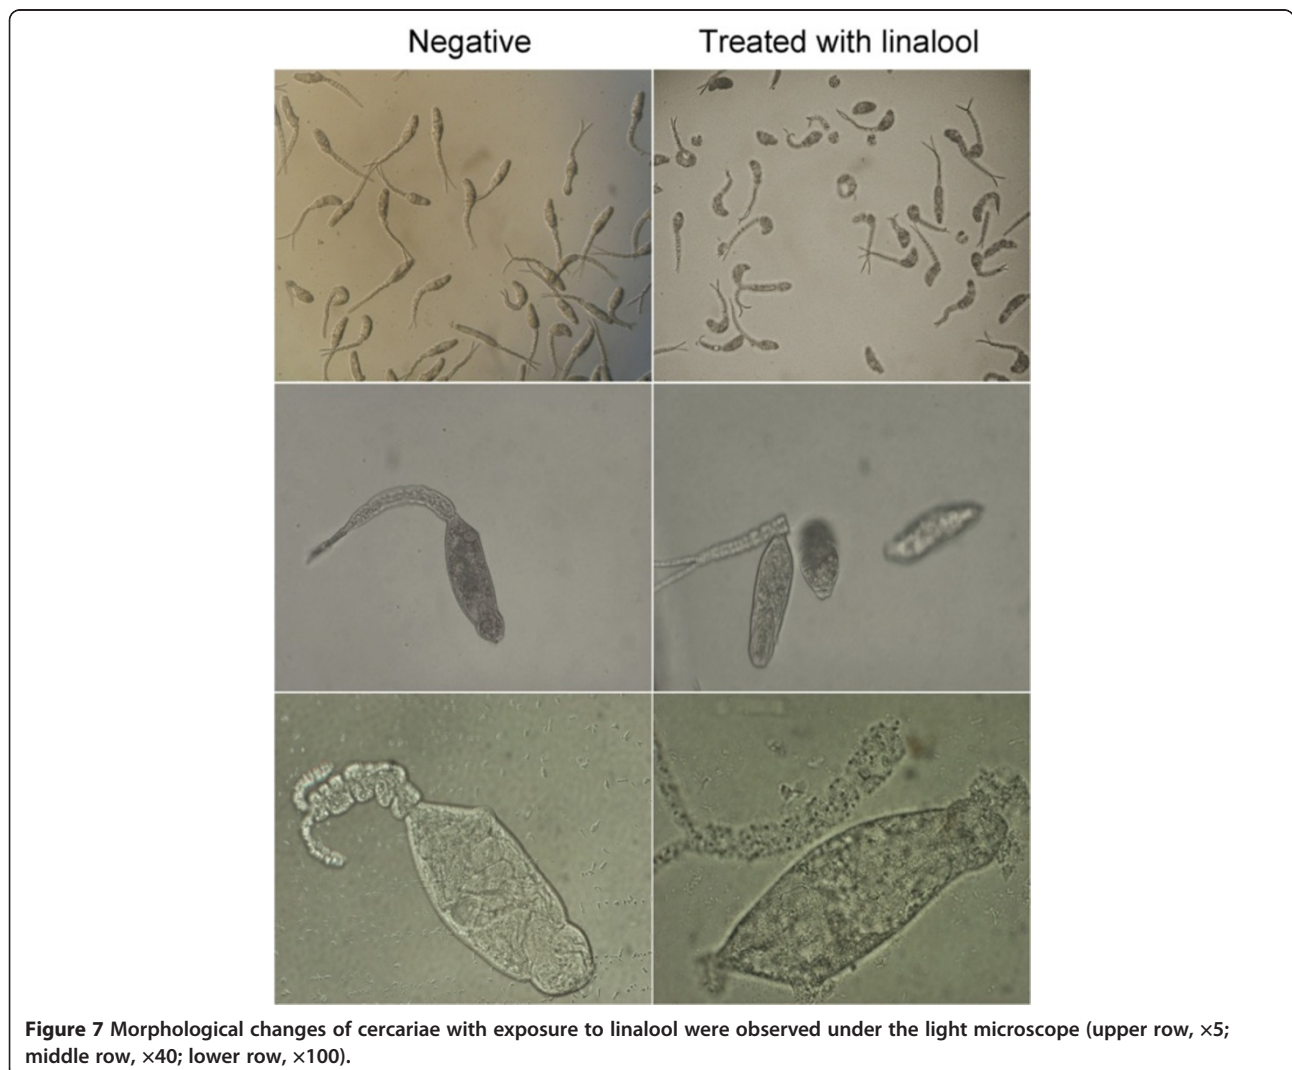 Negative
Treated with linalool
Figure 7 Morphological changes of cercariae with exposure to linalool were observed under the light microscope (upper row, ×5;
middle row, ×40; lower row, ×100).